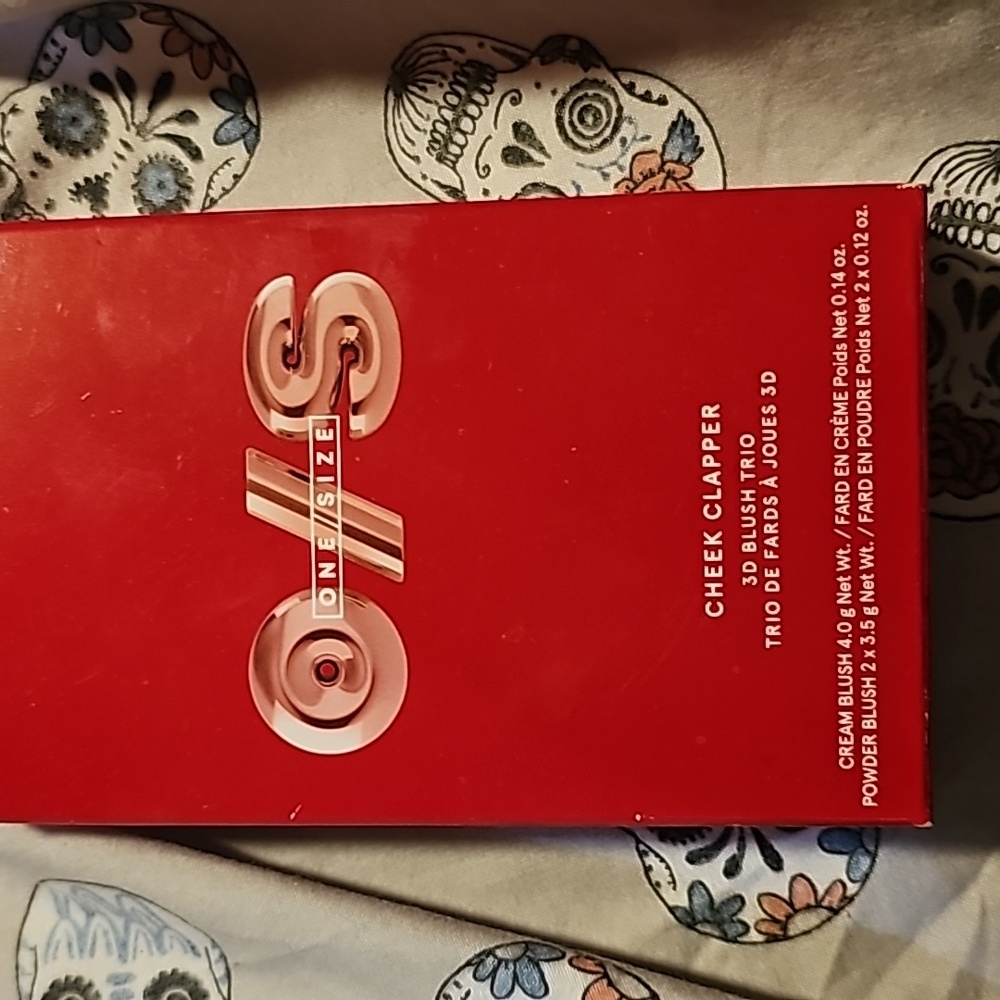 O/S
ONE/SIZE
CHEEK CLAPPER
3D BLUSH TRIO
TRIO DE FARDS À JOUES 3D
CREAM BLUSH 4.0 g Net Wt. / FARD EN CRÈME Poids Net 0.14 oz.
POWDER BLUSH 2 x 3.5 g Net Wt. / FARD EN POUDRE Poids Net 2 x 0.12 oz.